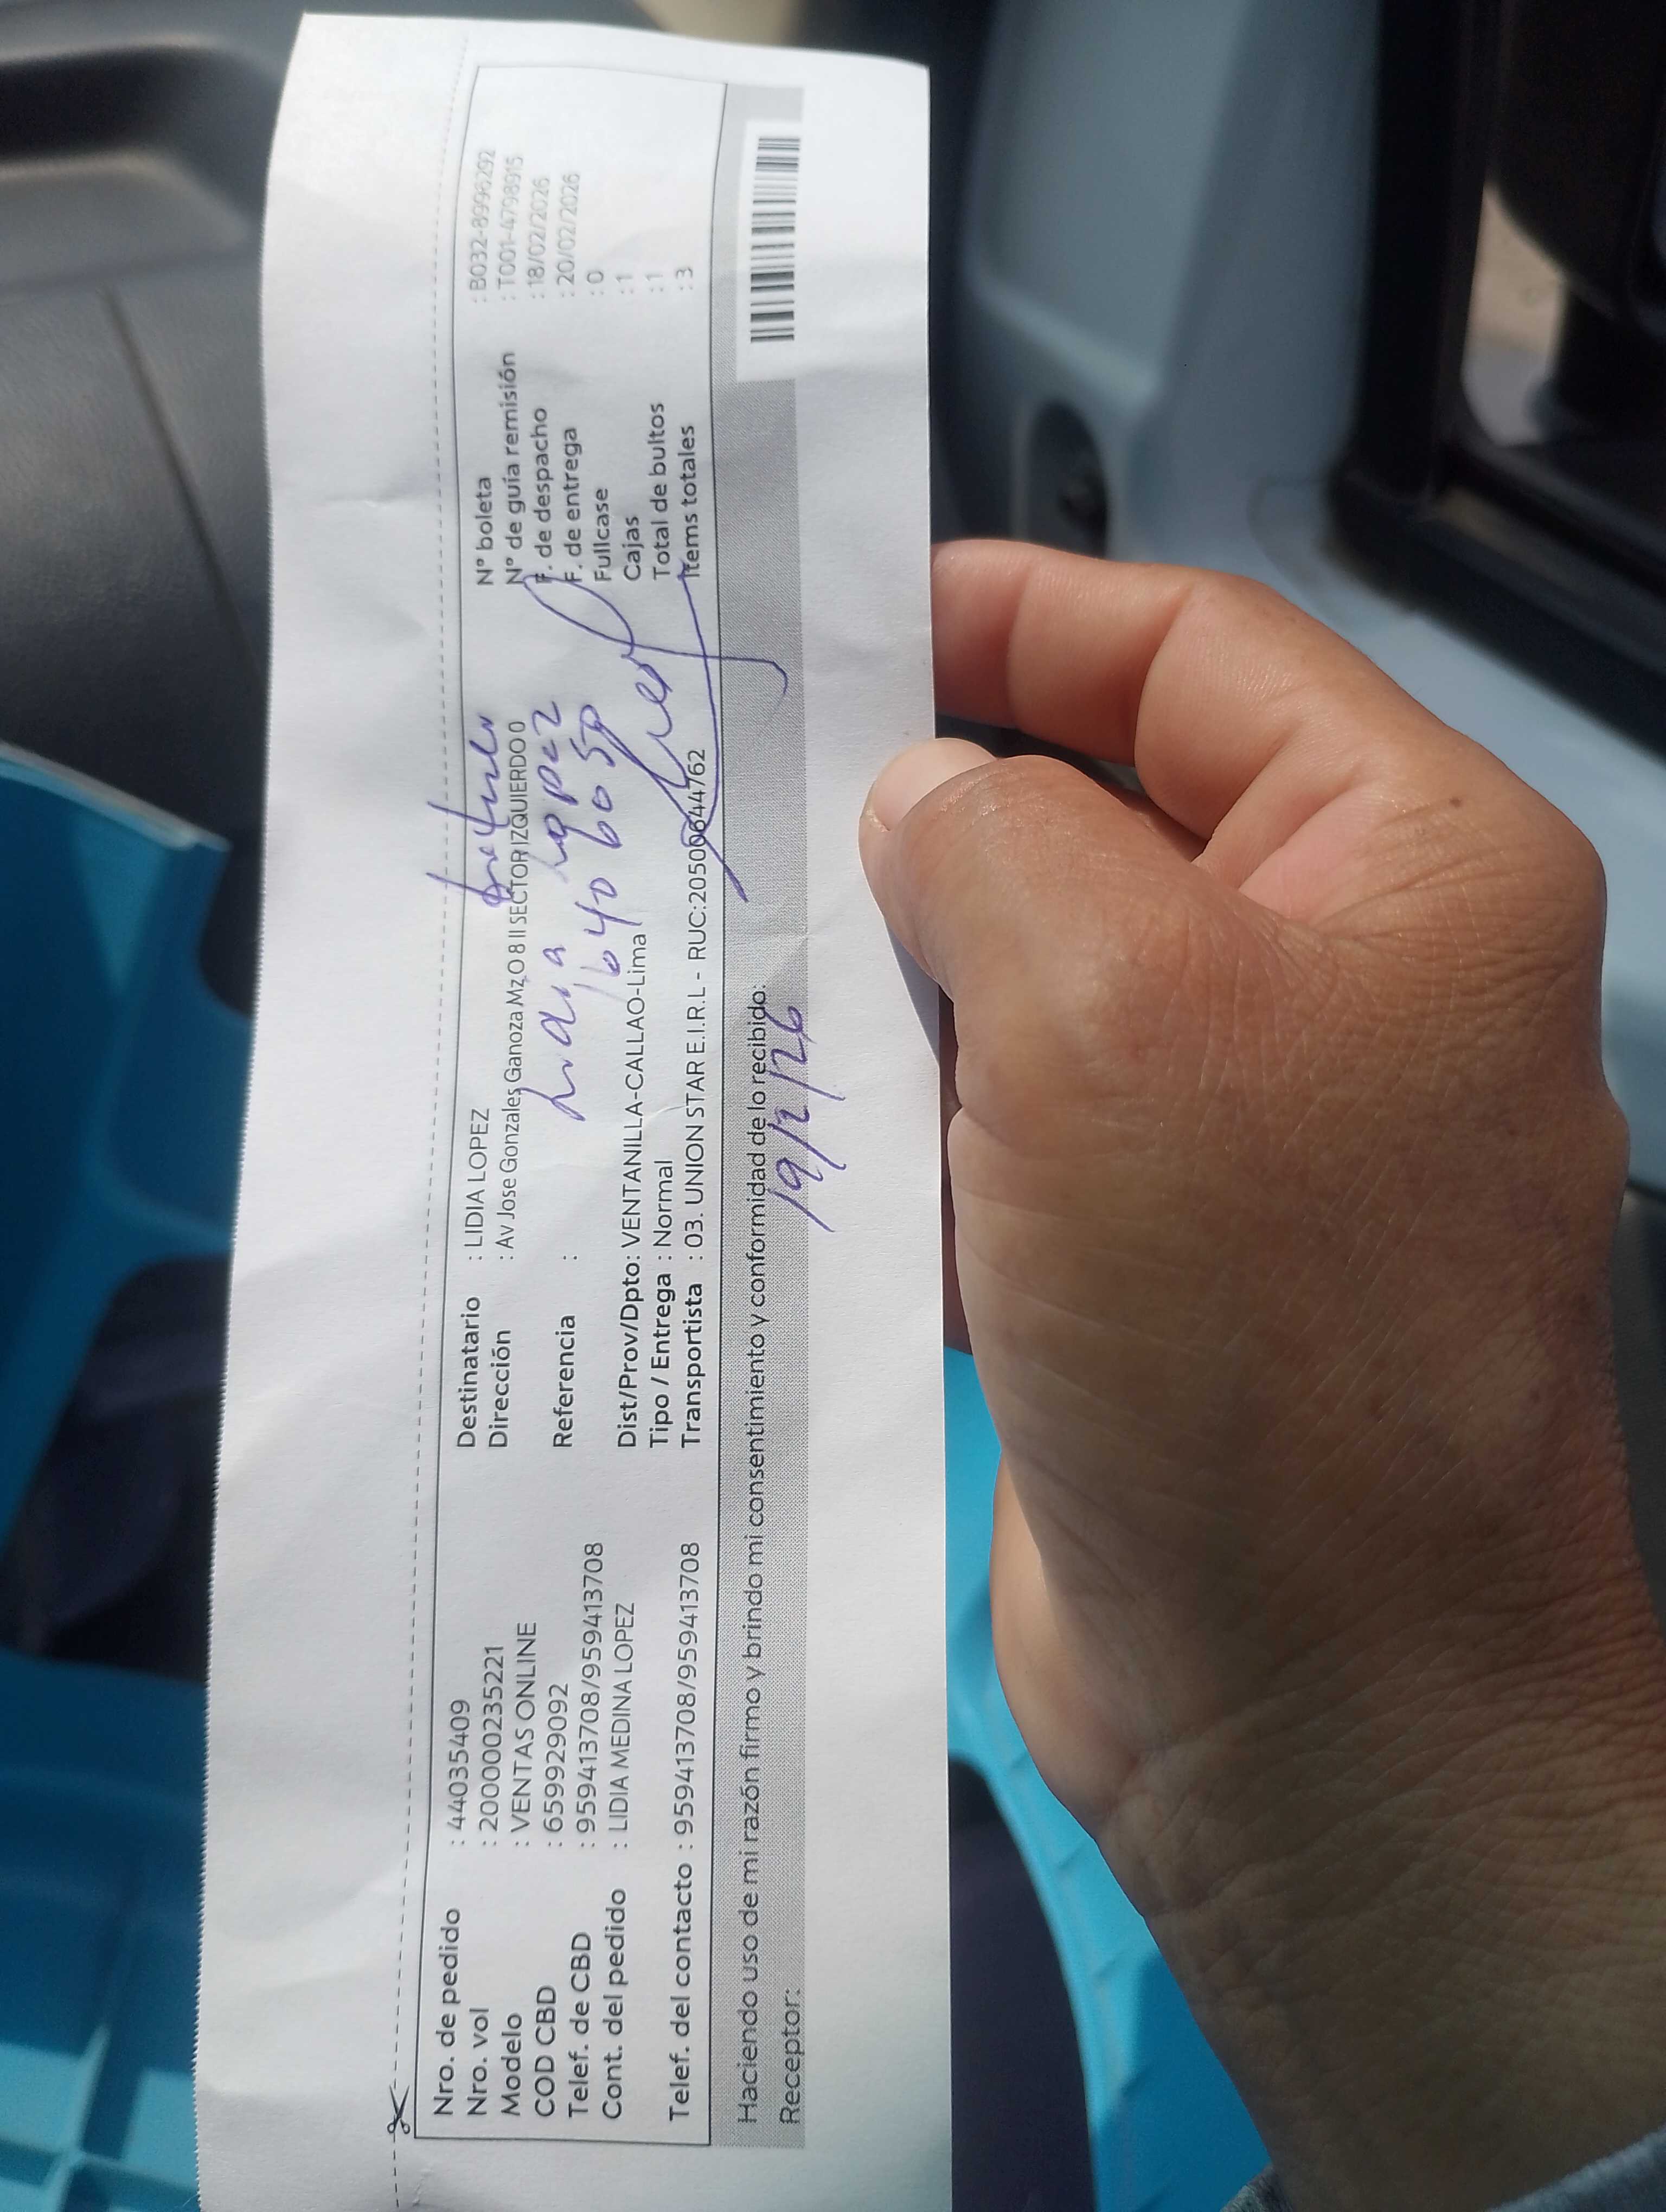 Nro. de pedido : 44035409
Nro. vol : 200000235221
Modelo : VENTAS ONLINE
COD CBD : 659929092
Telef. de CBD : 959413708/959413708
Cont. del pedido : LIDIA MEDINA LOPEZ
Telef. del contacto : 959413708/959413708
Destinatario : LIDIA LOPEZ
Dirección : AV Jose Gonzales Ganoza Mz O 8 II SECTOR IZQUIERDO 0
Referencia :
Lidia Lopez
Dist/Prov/Dpto: VENTANILLA-CALLAO-Lima
Tipo / Entrega : Normal
Transportista : 03. UNION STAR E.I.R.L - RUC:20500644762
N° boleta : B032-8996292
N° de guía remisión : T001-4798915
F. de despacho : 18/02/2026
F. de entrega : 20/02/2026
Fullcase : 0
Cajas : 1
Total de bultos : 1
Items totales : 3
Haciendo uso de mi razón firmo y brindo mi consentimiento y conformidad de lo recibido:
Receptor:
19/2/26